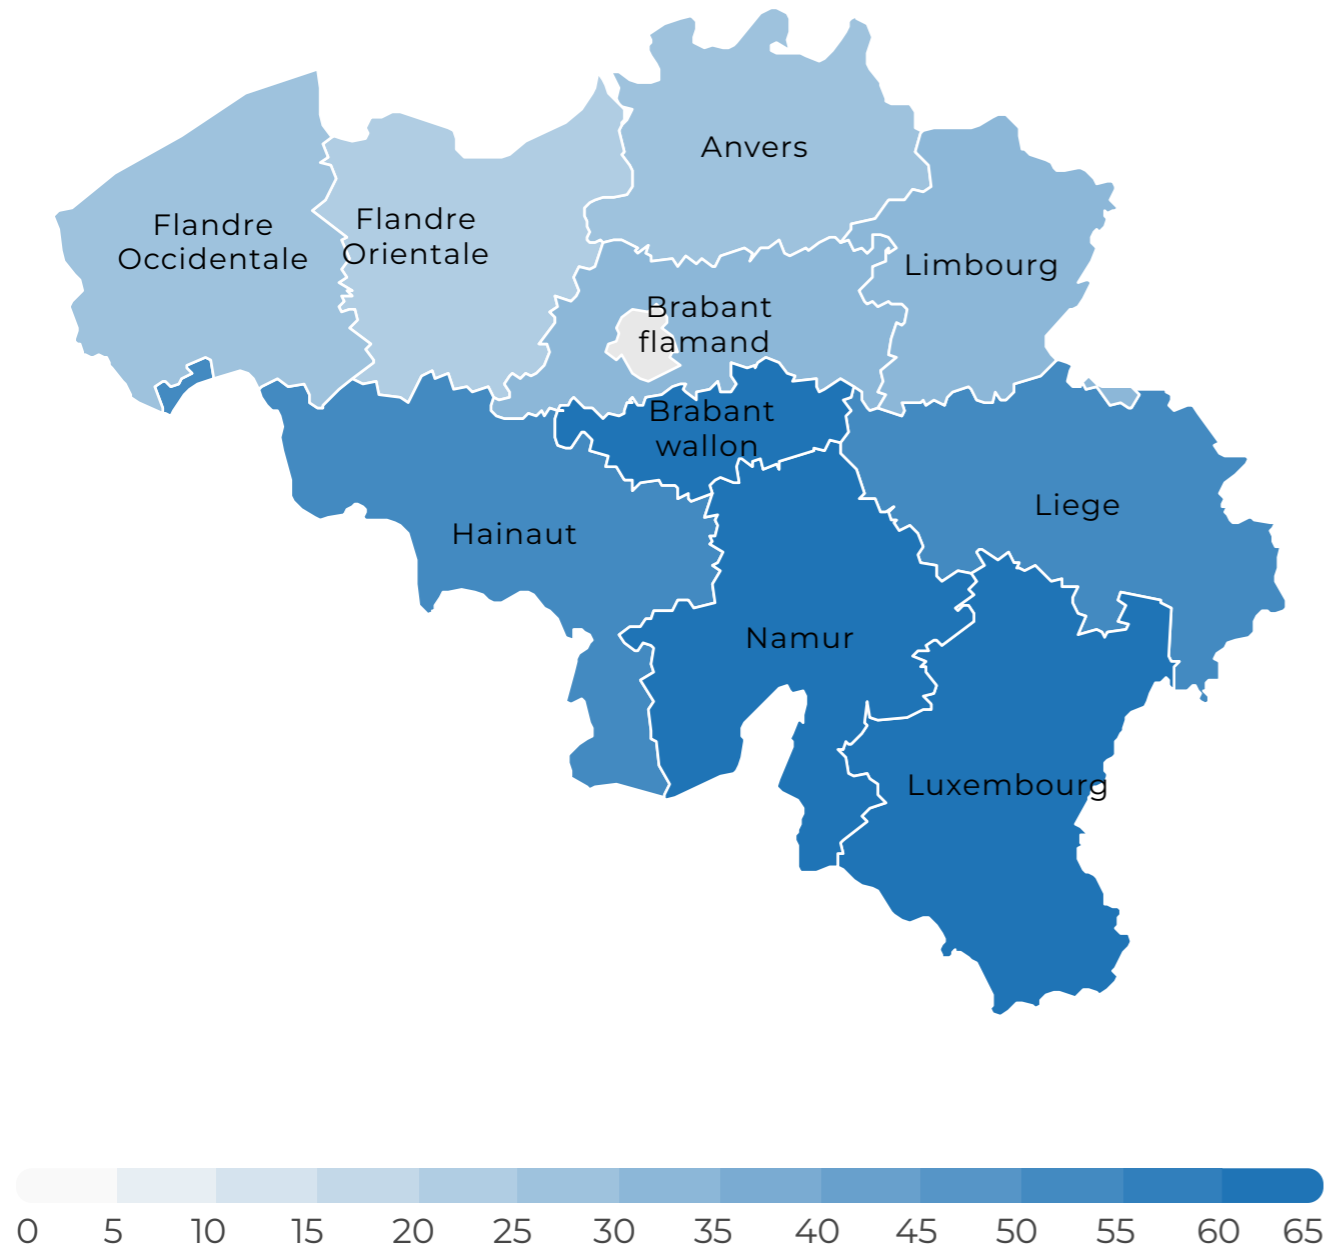 Anvers
Flandre
Occidentale
Flandre
Orientale
Limbourg
Brabant
flamand
Brabant
wallon
Liege
Hainaut
Namur
Luxembourg
0 5 10 15 20 25 30 35 40 45 50 55 60 65